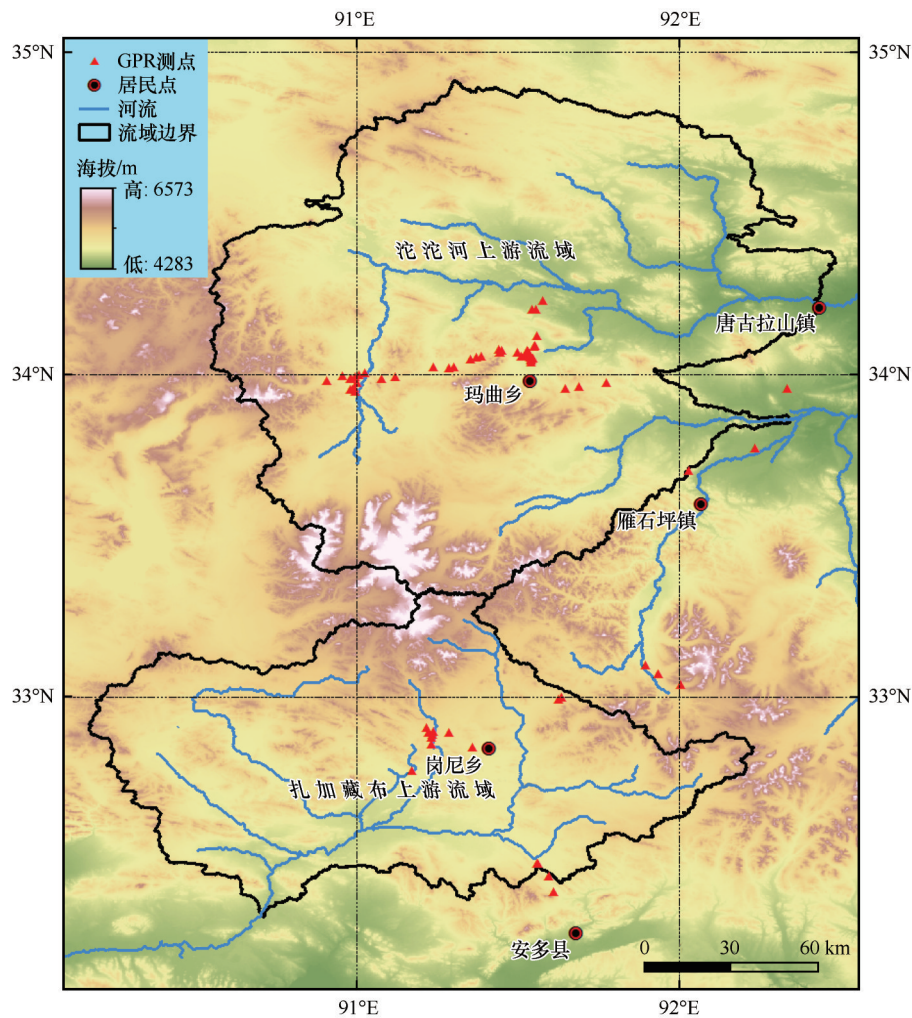 91°E
92°E
35°N
35°N
GPR测点
居民点
河流
流域边界
海拔/m
高: 6573
低: 4283
沱沱河上游流域
唐古拉山镇
34°N
34°N
玛曲乡
雁石坪镇
33°N
33°N
岗尼乡
扎加藏布上游流域
安多县
0
30
60 km
91°E
92°E